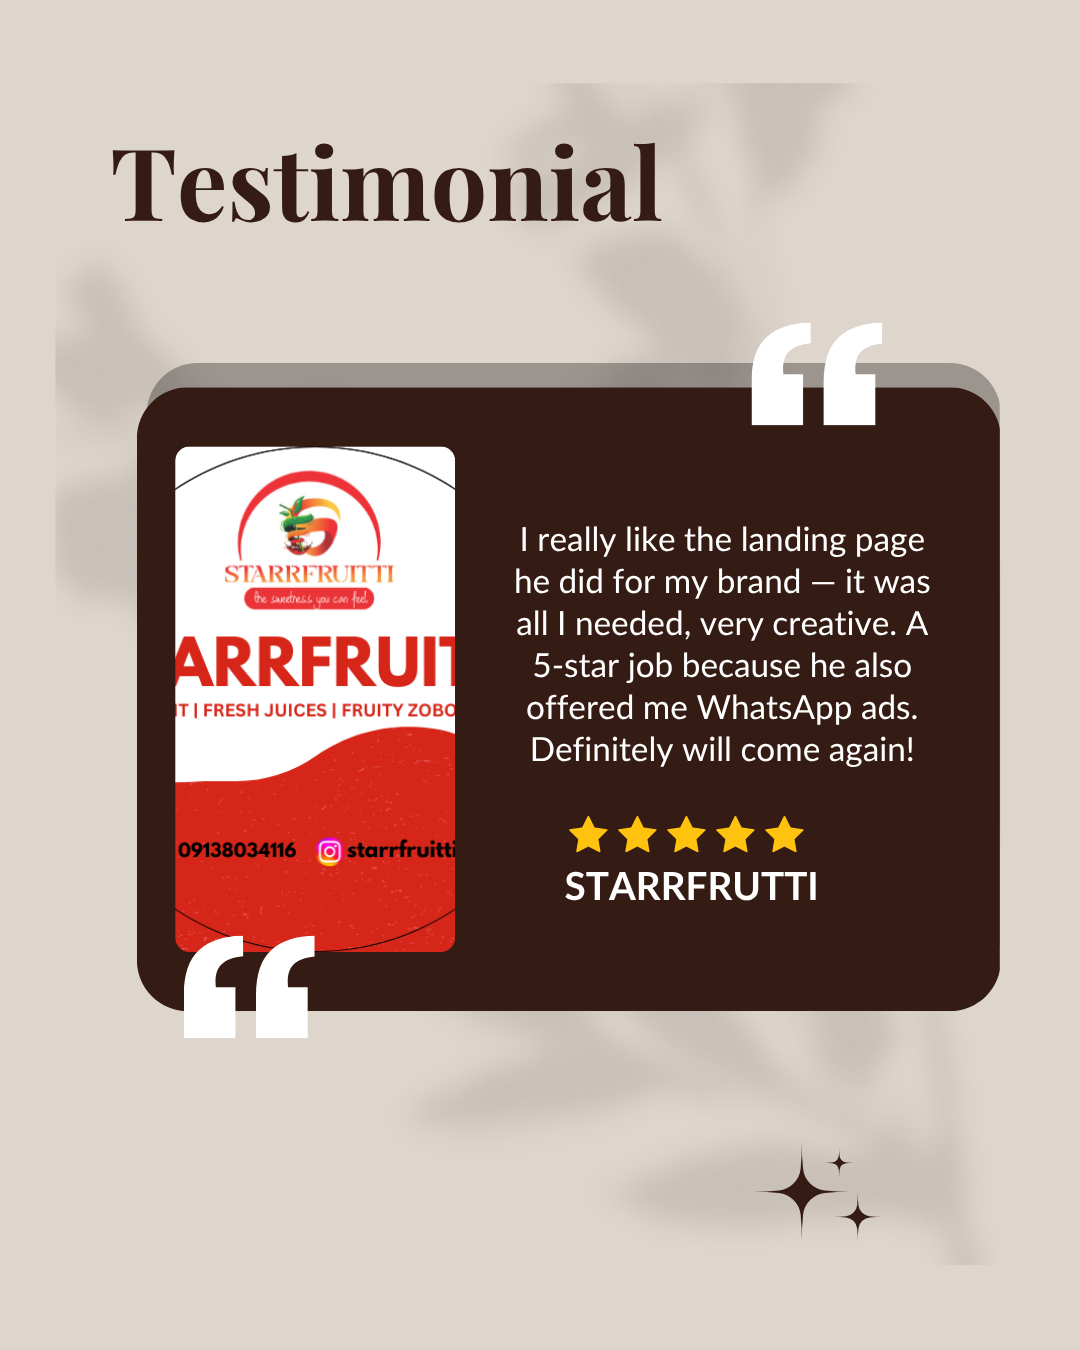 Testimonial
STARRFRUITTI
the sweetness you can feel
ARRFRUIT
IT | FRESH JUICES | FRUITY ZOBO
09138034116 starrfruitti
I really like the landing page
he did for my brand — it was
all I needed, very creative. A
5-star job because he also
offered me WhatsApp ads.
Definitely will come again!
STARRFRUTTI